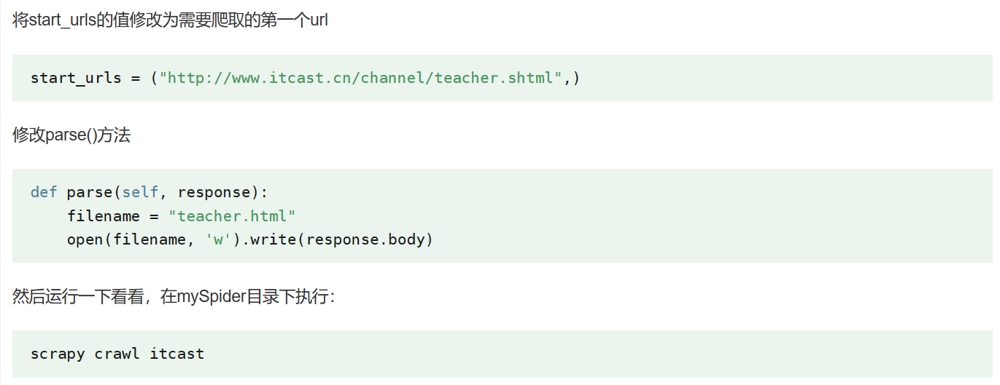 将start_urls的值修改为需要爬取的第一个url
start_urls = ("http://www.itcast.cn/channel/teacher.shtml",)
修改parse()方法
def parse(self, response):
    filename = "teacher.html"
    open(filename, 'w').write(response.body)
然后运行一下看看，在mySpider目录下执行：
scrapy crawl itcast